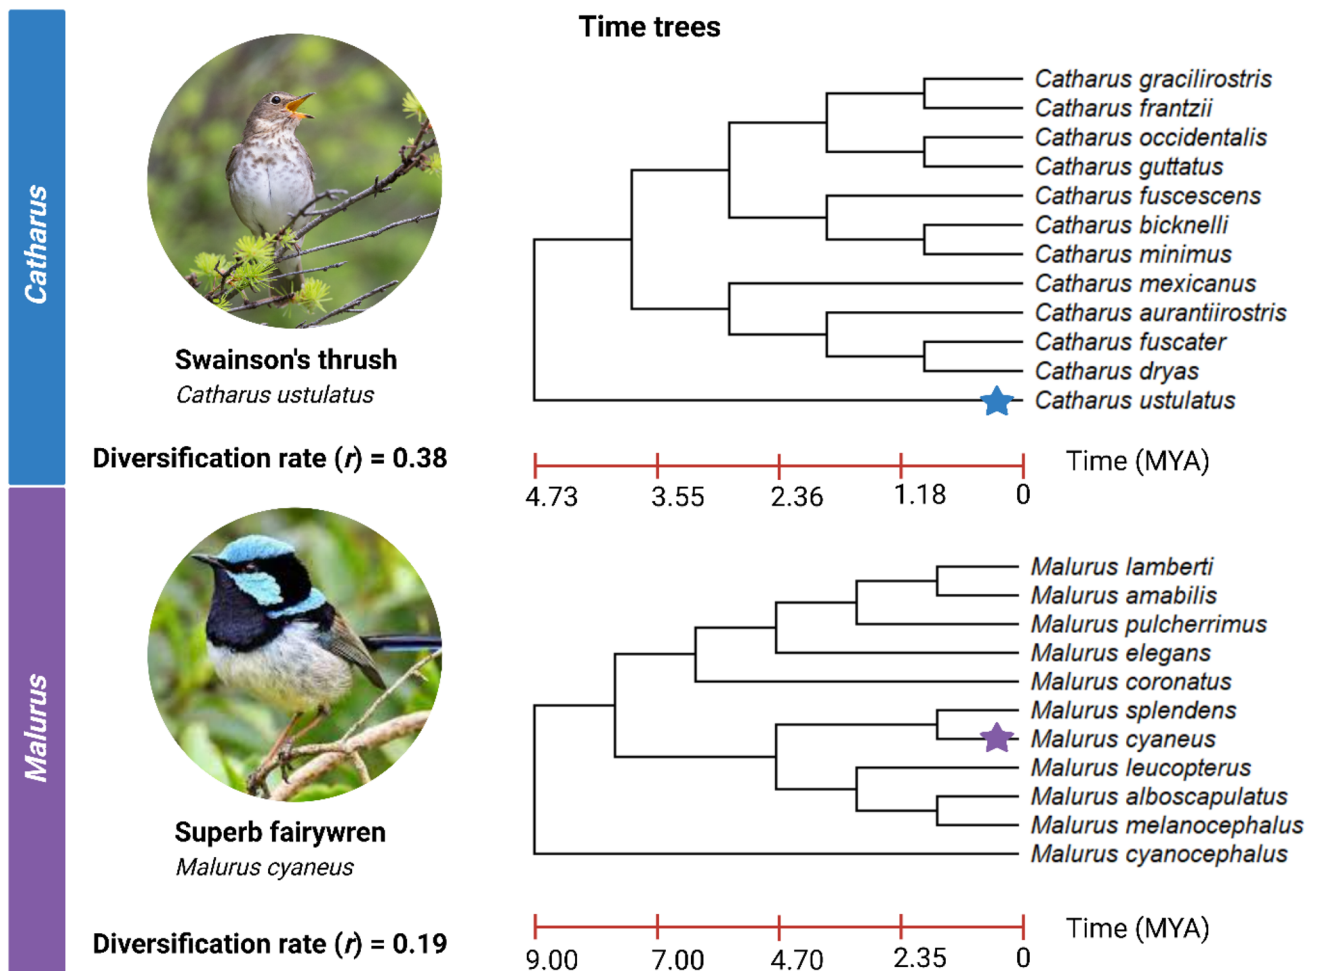 Time trees
Catharus
Swainson's thrush
Catharus ustulatus
Diversification rate (r) = 0.38
Catharus gracilirostris
Catharus frantzii
Catharus occidentalis
Catharus guttatus
Catharus fuscescens
Catharus bicknelli
Catharus minimus
Catharus mexicanus
Catharus aurantiirostris
Catharus fuscater
Catharus dryas
Catharus ustulatus
Time (MYA)
4.73 3.55 2.36 1.18 0
Malurus
Superb fairywren
Malurus cyaneus
Diversification rate (r) = 0.19
Malurus lamberti
Malurus amabilis
Malurus pulcherrimus
Malurus elegans
Malurus coronatus
Malurus splendens
Malurus cyaneus
Malurus leucopterus
Malurus alboscapulatus
Malurus melanocephalus
Malurus cyanocephalus
Time (MYA)
9.00 7.00 4.70 2.35 0